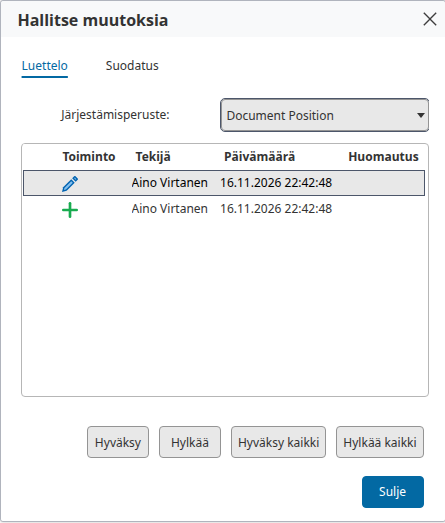 Hallitse muutoksia
Luettelo Suodatus
Järjestämisperuste: Document Position
Toiminto Tekijä Päivämäärä Huomautus
Aino Virtanen 16.11.2026 22:42:48
Aino Virtanen 16.11.2026 22:42:48
Hyväksy Hylkää Hyväksy kaikki Hylkää kaikki
Sulje